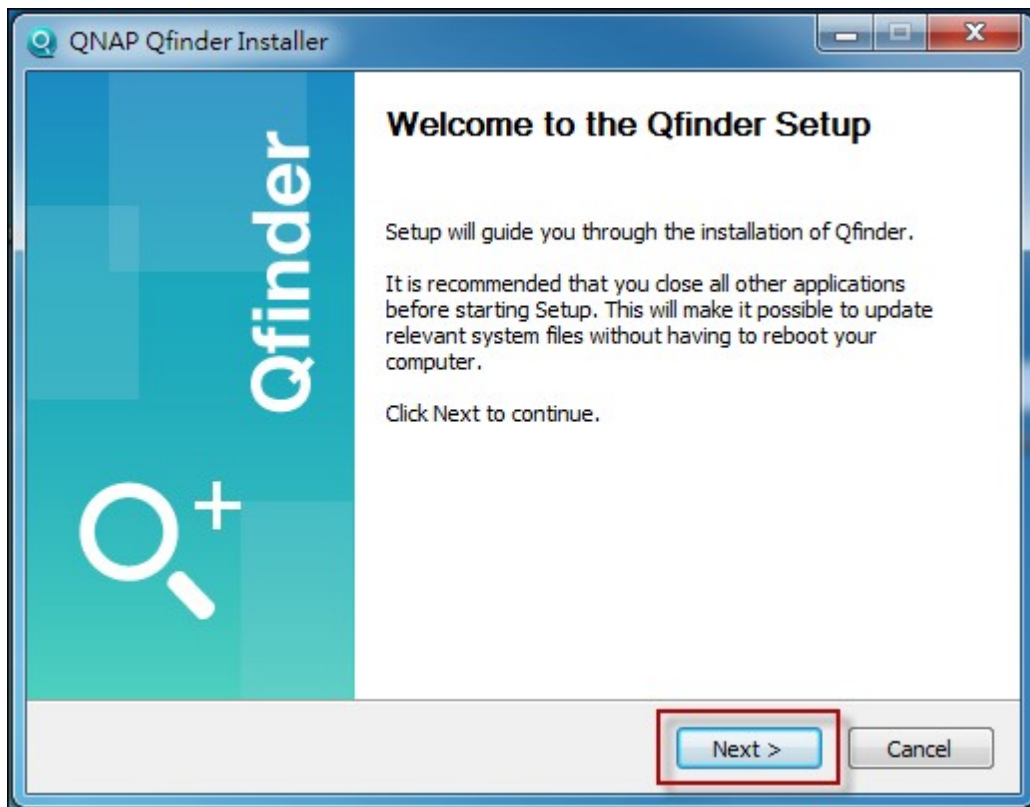 QNAP Qfinder Installer
Qfinder
Welcome to the Qfinder Setup
Setup will guide you through the installation of Qfinder.
It is recommended that you close all other applications
before starting Setup. This will make it possible to update
relevant system files without having to reboot your
computer.
Click Next to continue.
Next >
Cancel